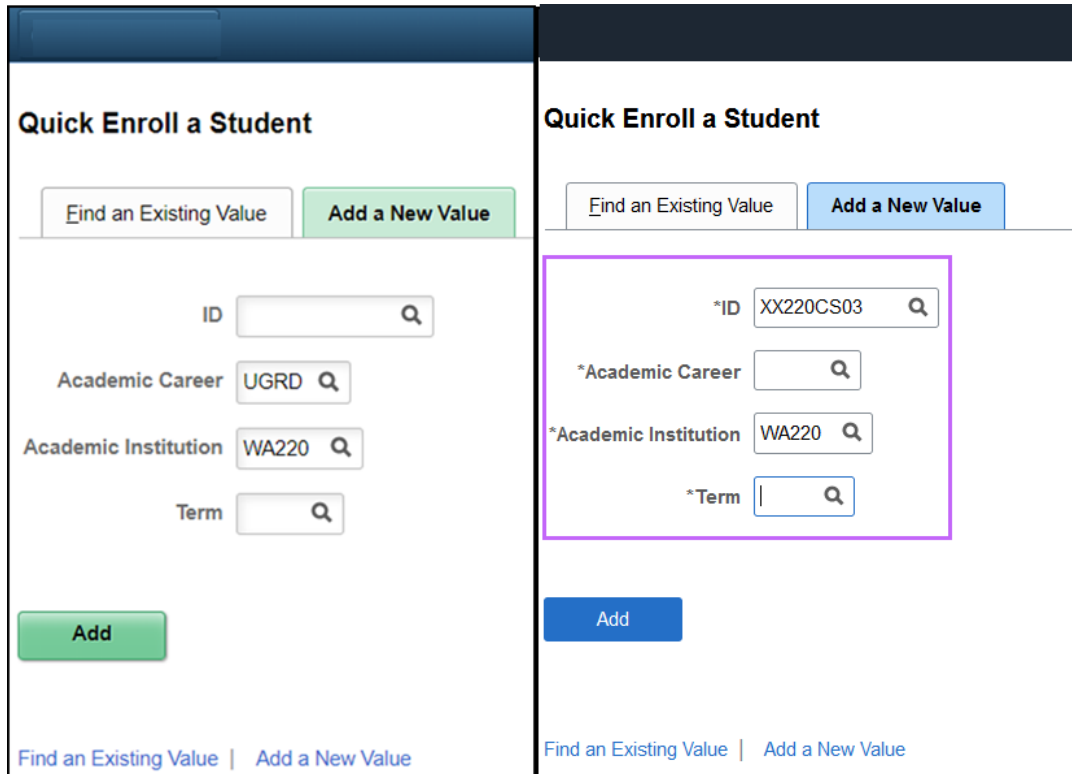 Quick Enroll a Student
Find an Existing Value Add a New Value
ID
Academic Career UGRD
Academic Institution WA220
Term
Add
Find an Existing Value | Add a New Value
Quick Enroll a Student
Find an Existing Value Add a New Value
*ID XX220CS03
*Academic Career
*Academic Institution WA220
*Term
Add
Find an Existing Value | Add a New Value